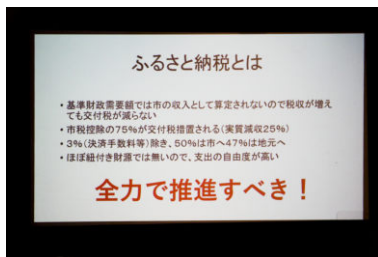 ふるさと納税とは
・基準財政需要額では市の収入として算定されないので税収が増え
ても交付税が減らない
・市税控除の75%が交付税措置される(実質減収25%)
・3%(決済手数料等)除き、50%は市へ47%は地元へ
・ほぼ紐付き財源では無いので、支出の自由度が高い
全力で推進すべき！